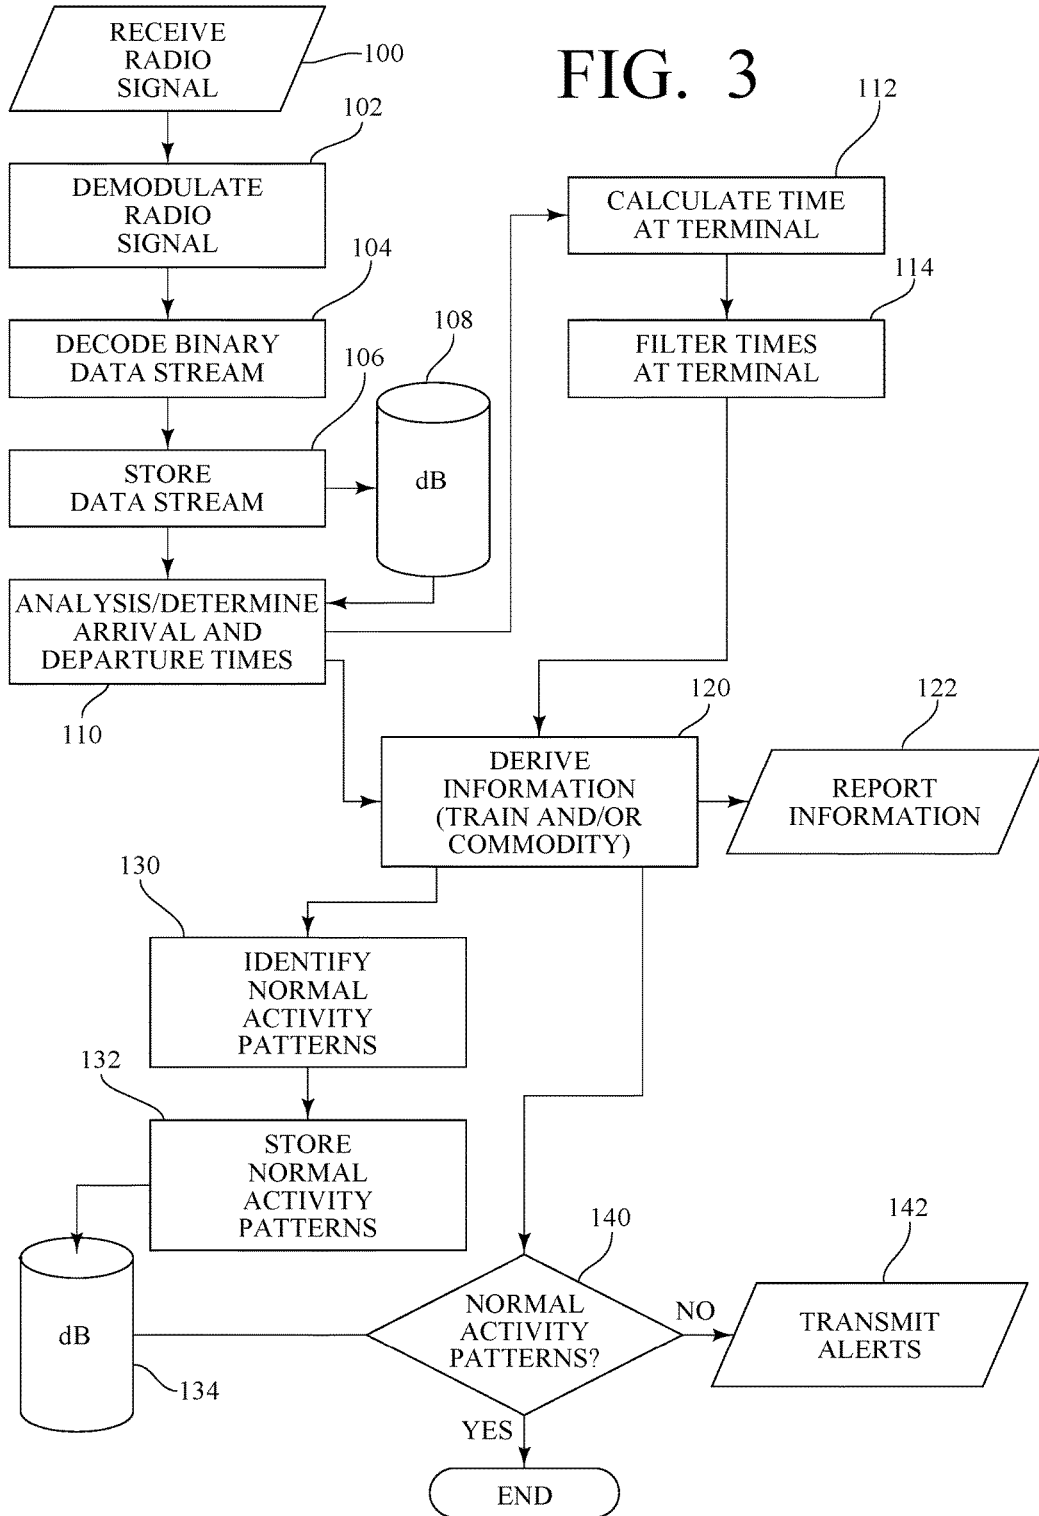 RECEIVE
RADIO
SIGNAL
100
FIG. 3
102
DEMODULATE
RADIO
SIGNAL
112
CALCULATE TIME
AT TERMINAL
104
DECODE BINARY
DATA STREAM
114
FILTER TIMES
AT TERMINAL
106
STORE
DATA STREAM
108
dB
ANALYSIS/DETERMINE
ARRIVAL AND
DEPARTURE TIMES
110
120
DERIVE
INFORMATION
(TRAIN AND/OR
COMMODITY)
122
REPORT
INFORMATION
130
IDENTIFY
NORMAL
ACTIVITY
PATTERNS
132
STORE
NORMAL
ACTIVITY
PATTERNS
dB
134
140
NORMAL
ACTIVITY
PATTERNS?
NO
142
TRANSMIT
ALERTS
YES
END